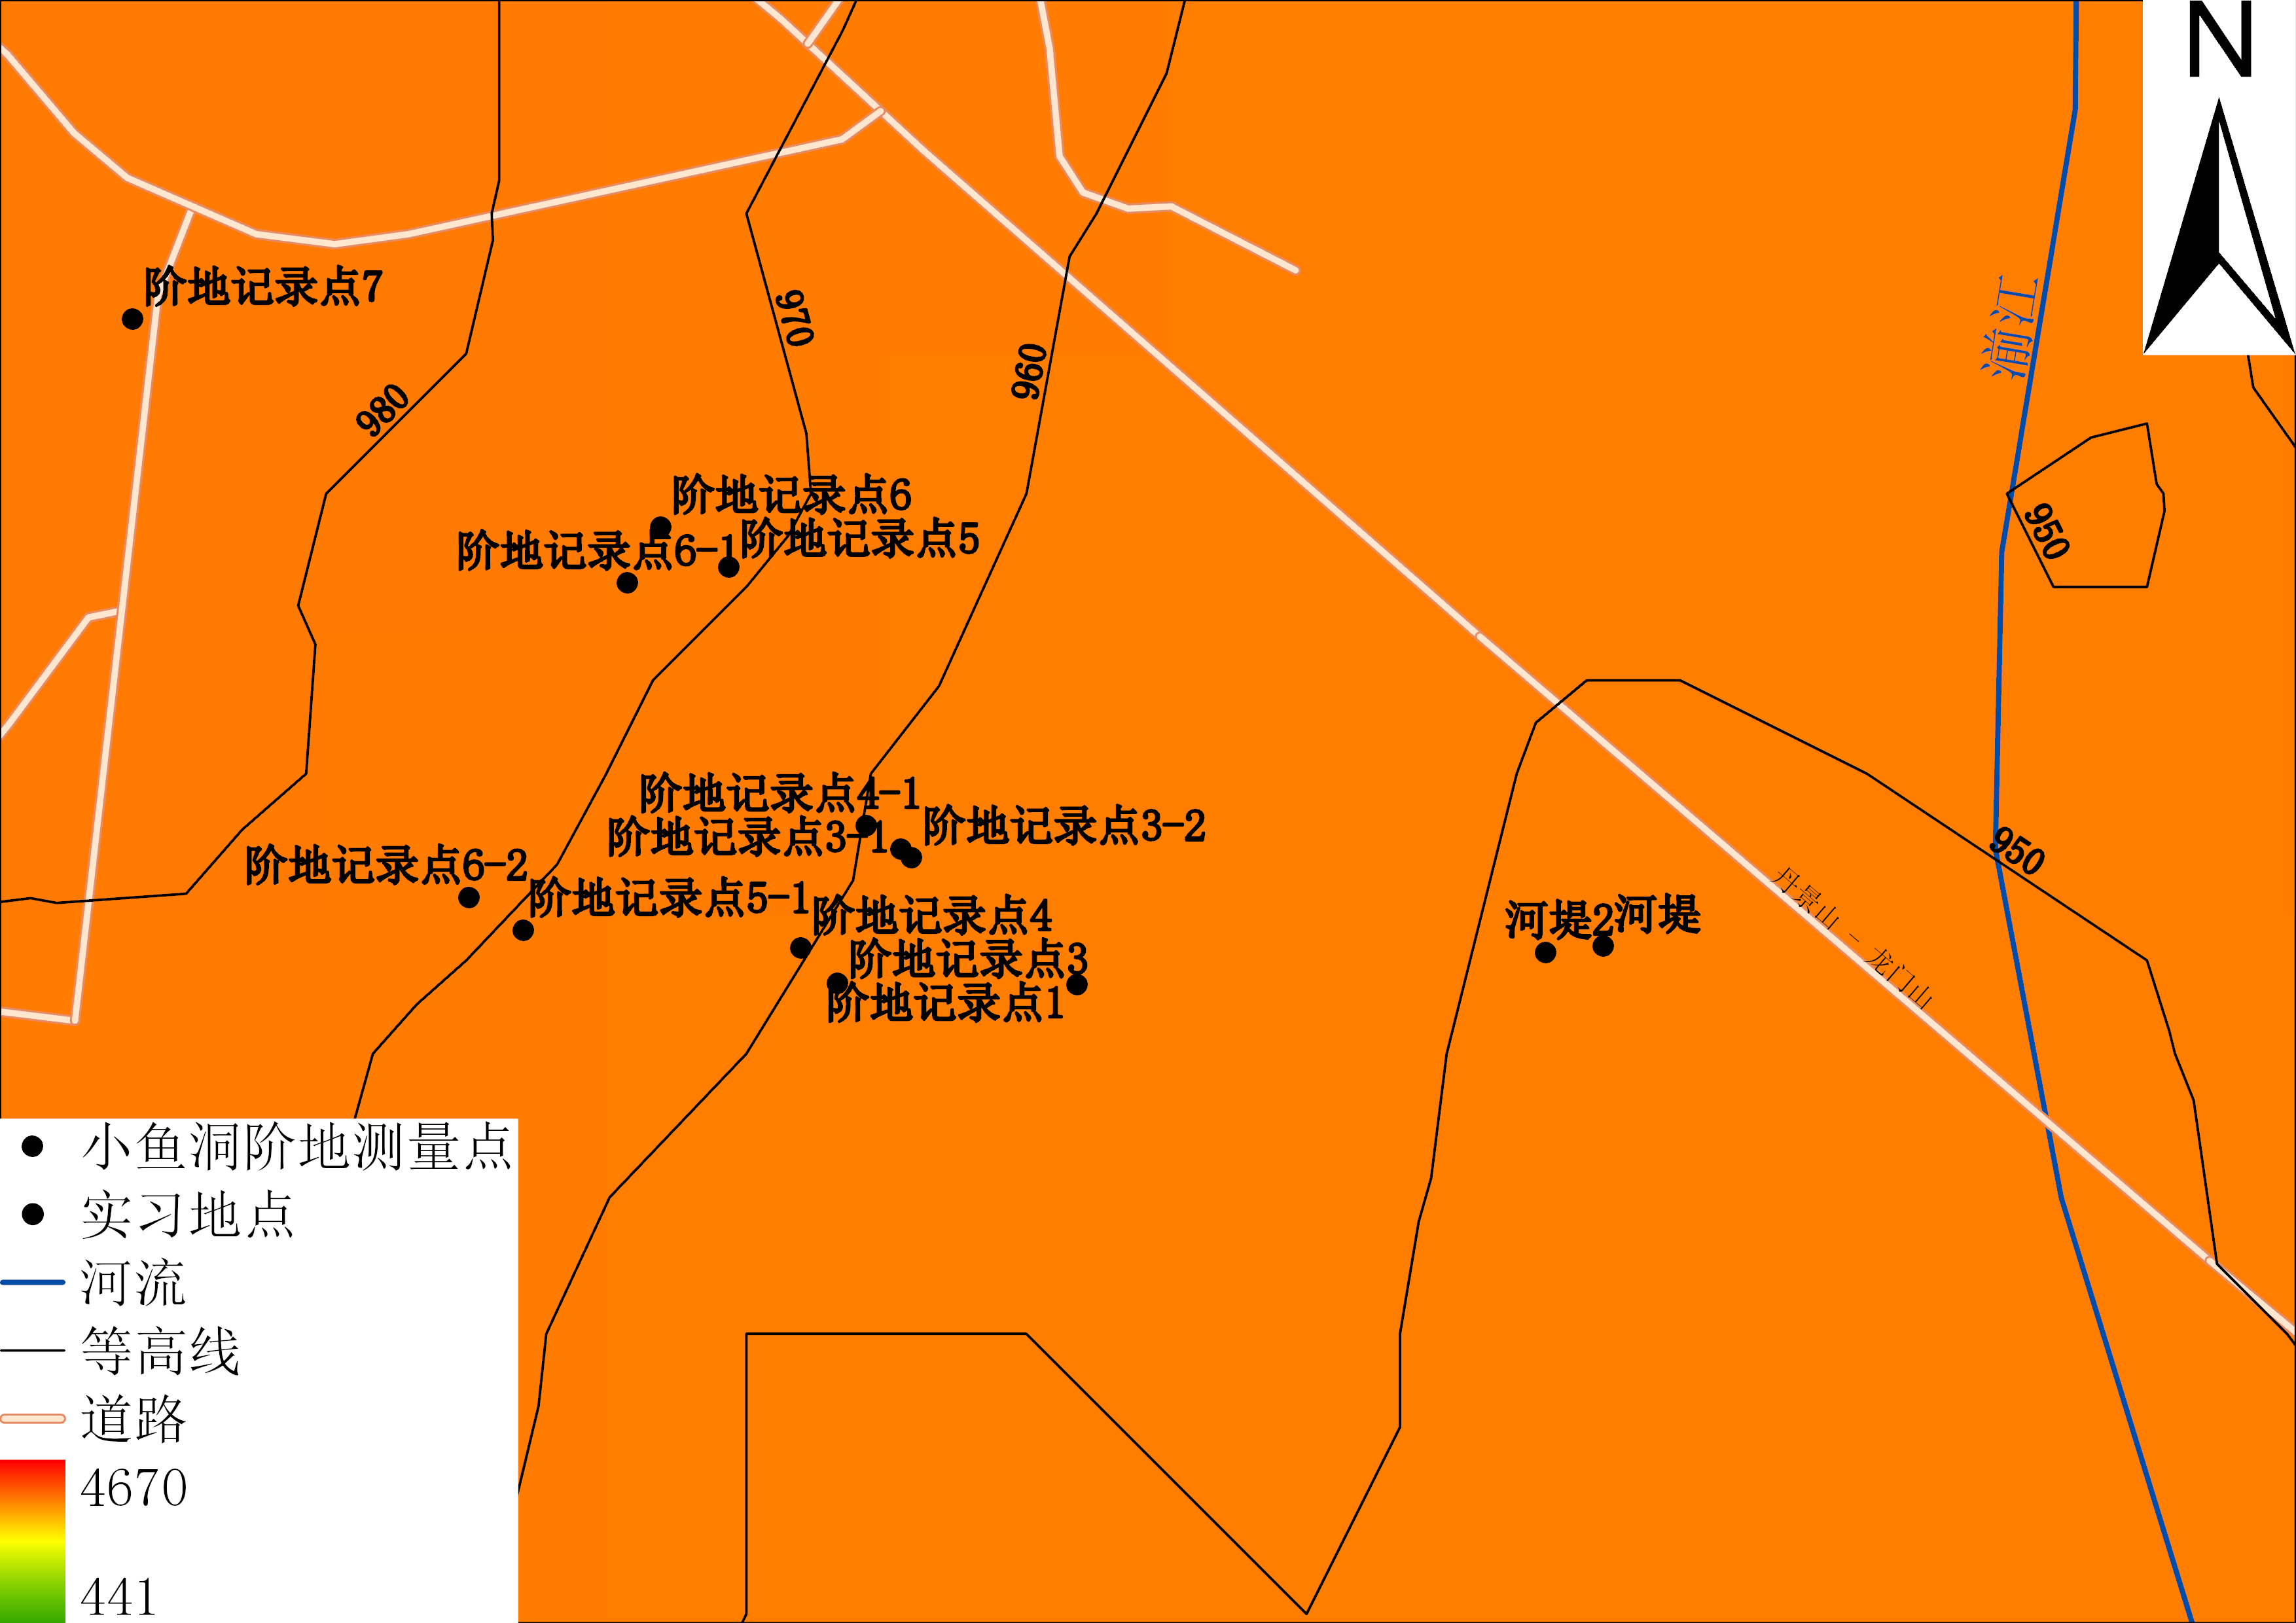 N
阶地记录点7
970
湔江
960
980
阶地记录点6
950
阶地记录点5
阶地记录点6-1
阶地记录点4-1
阶地记录点3-2
阶地记录点3-1
950
阶地记录点6-2
阶地记录点5-1
丹景山 - 龙门山
阶地记录点4
河堤2
河堤
阶地记录点3
阶地记录点1
小鱼洞阶地测量点
实习地点
河流
等高线
道路
4670
441